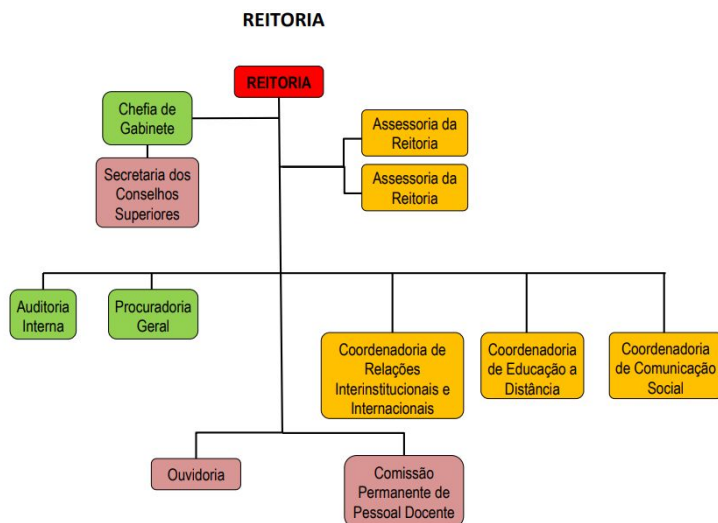 REITORIA
REITORIA
Chefia de
Gabinete
Assessoria da
Reitoria
Secretaria dos
Conselhos
Superiores
Assessoria da
Reitoria
Auditoria
Interna
Procuradoria
Geral
Coordenadoria de
Relações
Interinstitucionais e
Internacionais
Coordenadoria
de Educação a
Distância
Coordenadoria
de Comunicação
Social
Ouvidoria
Comissão
Permanente de
Pessoal Docente